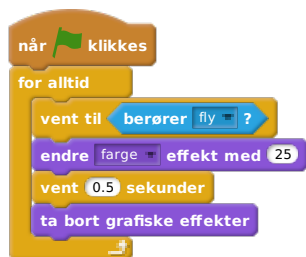 når klikkes
for alltid
vent til berører fly ?
endre farge effekt med 25
vent 0.5 sekunder
ta bort grafiske effekter